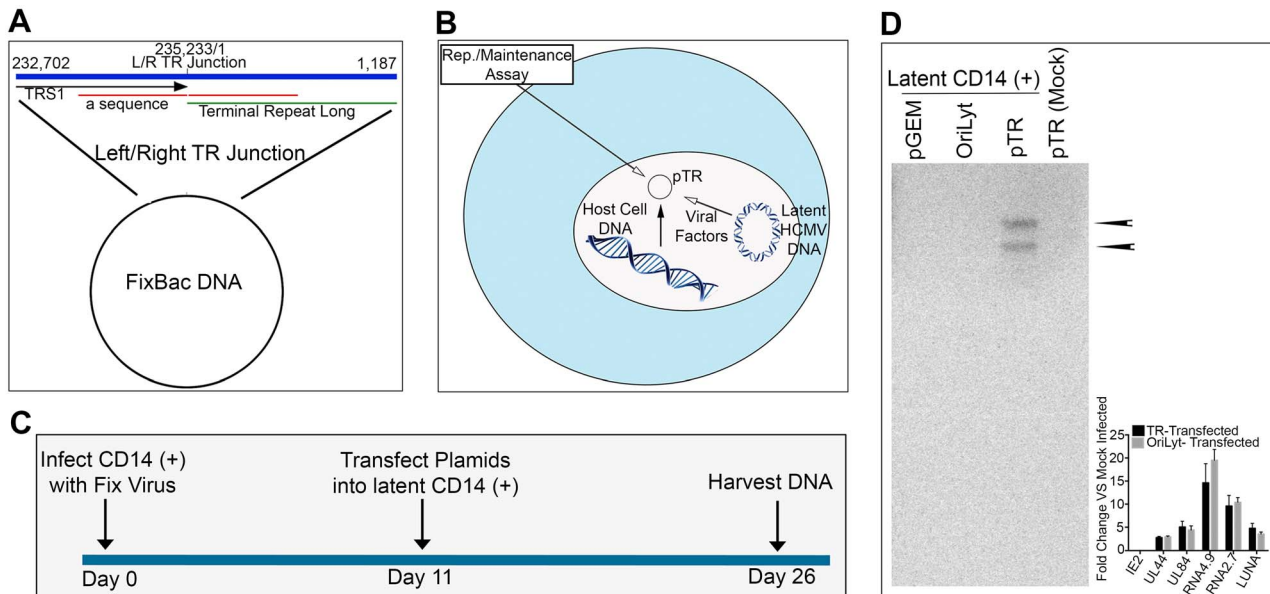 A
235,233/1
232,702
L/R TR Junction
1,187
TRS1
a sequence
Terminal Repeat Long
Left/Right TR Junction
FixBac DNA
B
Rep./Maintenance
Assay
pTR
Host Cell
DNA
Viral
Factors
Latent
HCMV
DNA
C
Infect CD14 (+)
with Fix Virus
Transfect Plamids
into latent CD14 (+)
Harvest DNA
Day 0
Day 11
Day 26
D
Latent CD14 (+)
pGEM
OriLyt
pTR
pTR (Mock)
Fold Change VS Mock Infected
25
20
15
10
5
0
TR-Transfected
OriLyt- Transfected
IE2
UL44
UL84
RNA4.9
RNA2.7
LUNA